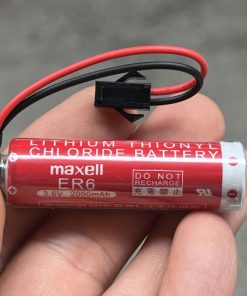 LITHIUM THIONYL
CHLORIDE BATTERY
maxell
ER6
3.6V 2000mAh
DO NOT
RECHARGE
充電禁止